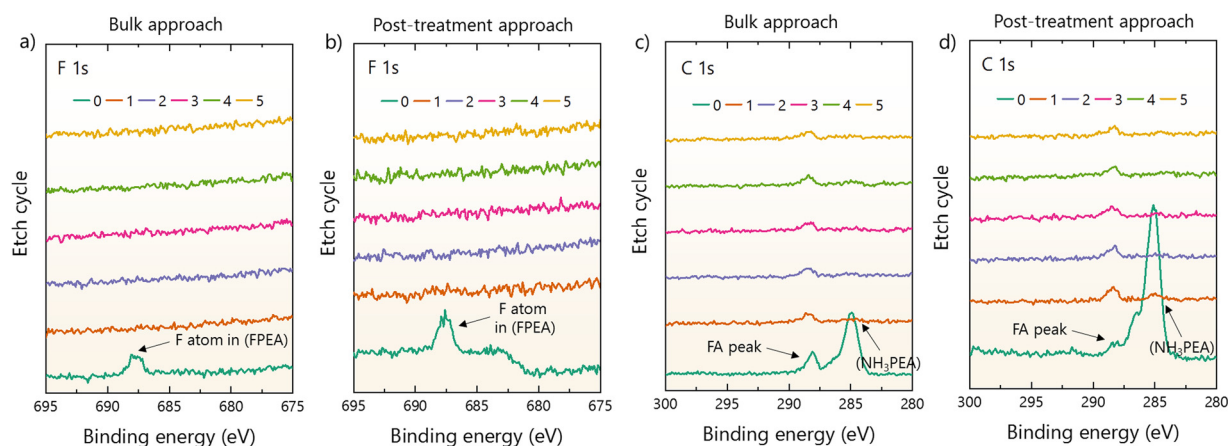 Bulk approach
a)
F 1s
0 1 2 3 4 5
F atom in (FPEA)
Etch cycle
695 690 685 680 675
Binding energy (eV)
Post-treatment approach
b)
F 1s
0 1 2 3 4 5
F atom
in (FPEA)
Etch cycle
695 690 685 680 675
Binding energy (eV)
Bulk approach
c)
C 1s
0 1 2 3 4 5
FA peak
(NH₃PEA)
Etch cycle
300 295 290 285 280
Binding energy (eV)
Post-treatment approach
d)
C 1s
0 1 2 3 4 5
FA peak
(NH₃PEA)
Etch cycle
300 295 290 285 280
Binding energy (eV)